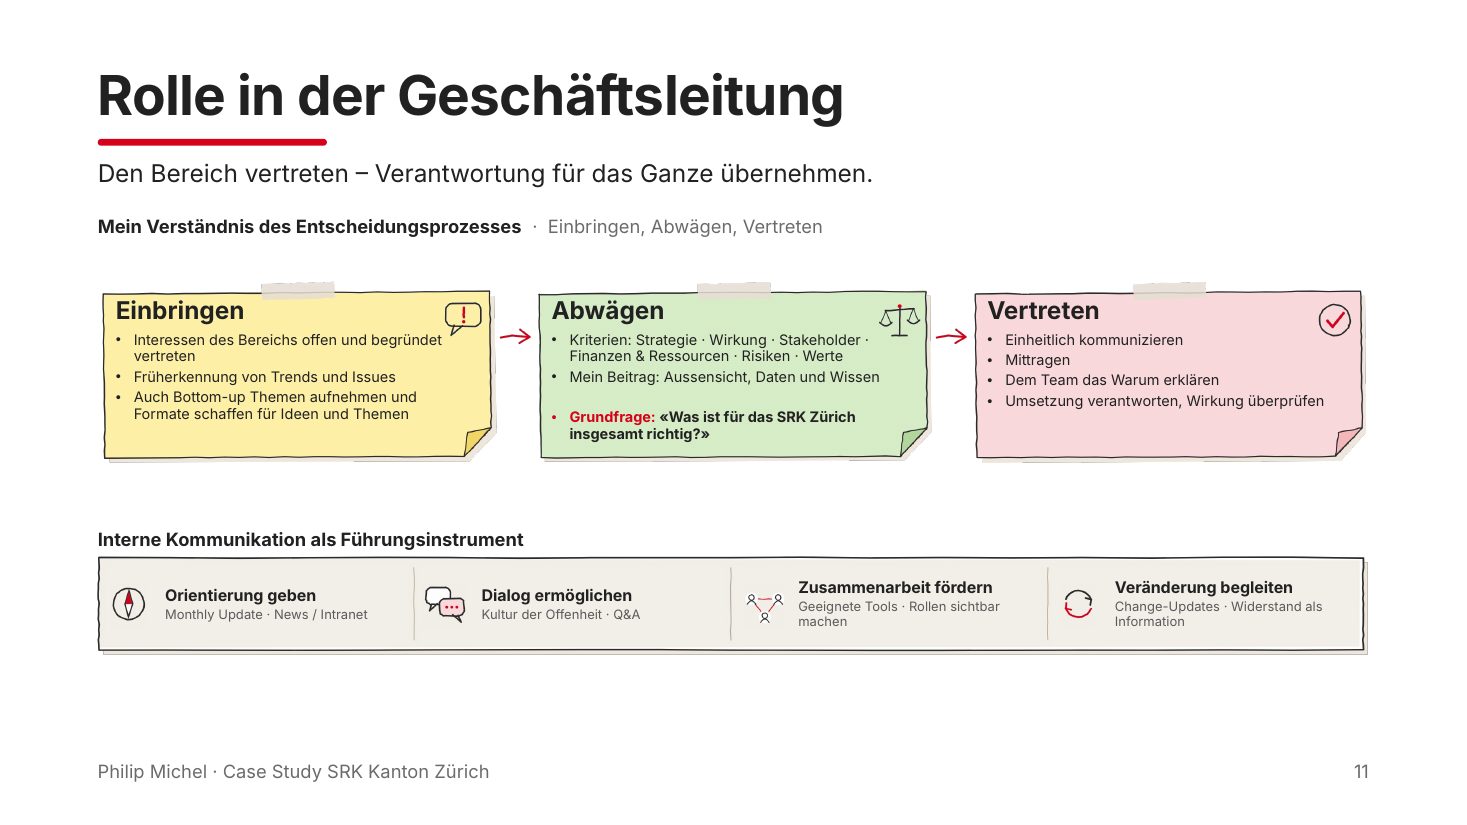 Rolle in der Geschäftsleitung
Den Bereich vertreten – Verantwortung für das Ganze übernehmen.
Mein Verständnis des Entscheidungsprozesses · Einbringen, Abwägen, Vertreten
Einbringen
• Interessen des Bereichs offen und begründet
vertreten
• Früherkennung von Trends und Issues
• Auch Bottom-up Themen aufnehmen und
Formate schaffen für Ideen und Themen
Abwägen
• Kriterien: Strategie · Wirkung · Stakeholder ·
Finanzen & Ressourcen · Risiken · Werte
• Mein Beitrag: Aussensicht, Daten und Wissen
• Grundfrage: «Was ist für das SRK Zürich
insgesamt richtig?»
Vertreten
• Einheitlich kommunizieren
• Mittragen
• Dem Team das Warum erklären
• Umsetzung verantworten, Wirkung überprüfen
Interne Kommunikation als Führungsinstrument
Orientierung geben
Monthly Update · News / Intranet
Dialog ermöglichen
Kultur der Offenheit · Q&A
Zusammenarbeit fördern
Geeignete Tools · Rollen sichtbar
machen
Veränderung begleiten
Change-Updates · Widerstand als
Information
Philip Michel · Case Study SRK Kanton Zürich
11